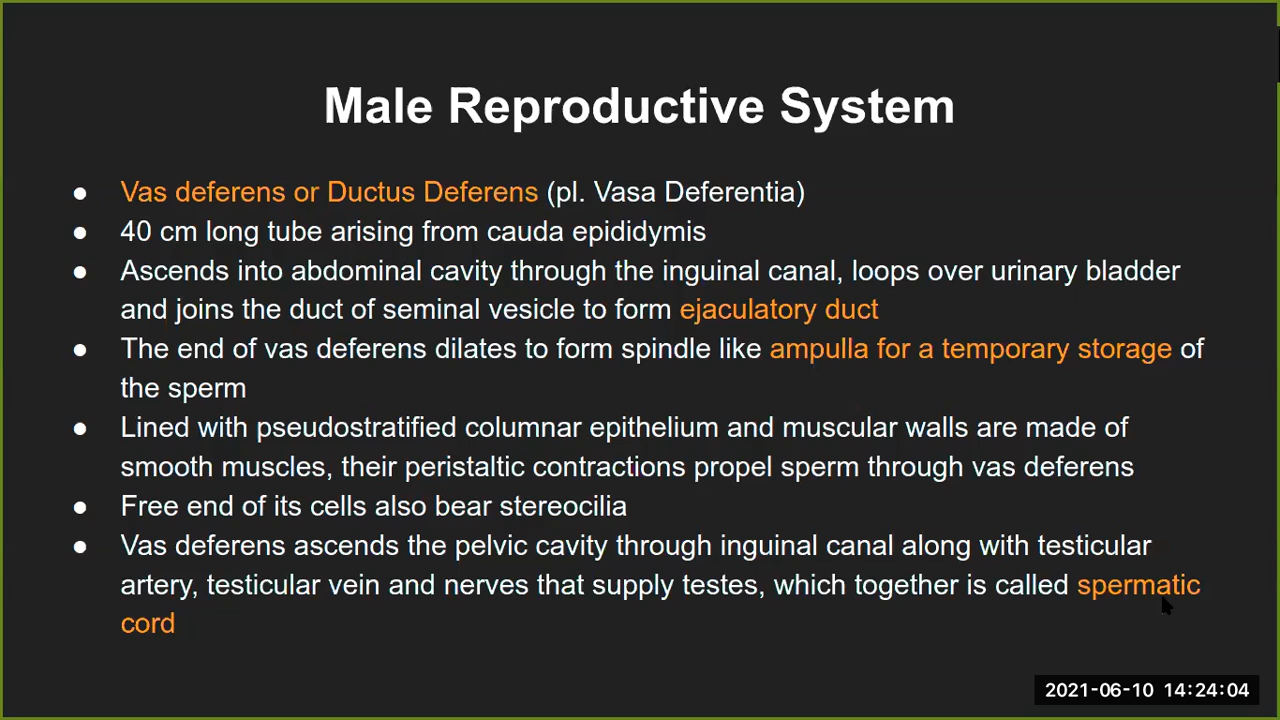 Male Reproductive System
● Vas deferens or Ductus Deferens (pl. Vasa Deferentia)
● 40 cm long tube arising from cauda epididymis
● Ascends into abdominal cavity through the inguinal canal, loops over urinary bladder
and joins the duct of seminal vesicle to form ejaculatory duct
● The end of vas deferens dilates to form spindle like ampulla for a temporary storage of
the sperm
● Lined with pseudostratified columnar epithelium and muscular walls are made of
smooth muscles, their peristaltic contractions propel sperm through vas deferens
● Free end of its cells also bear stereocilia
● Vas deferens ascends the pelvic cavity through inguinal canal along with testicular
artery, testicular vein and nerves that supply testes, which together is called spermatic
cord
2021-06-10 14:24:04